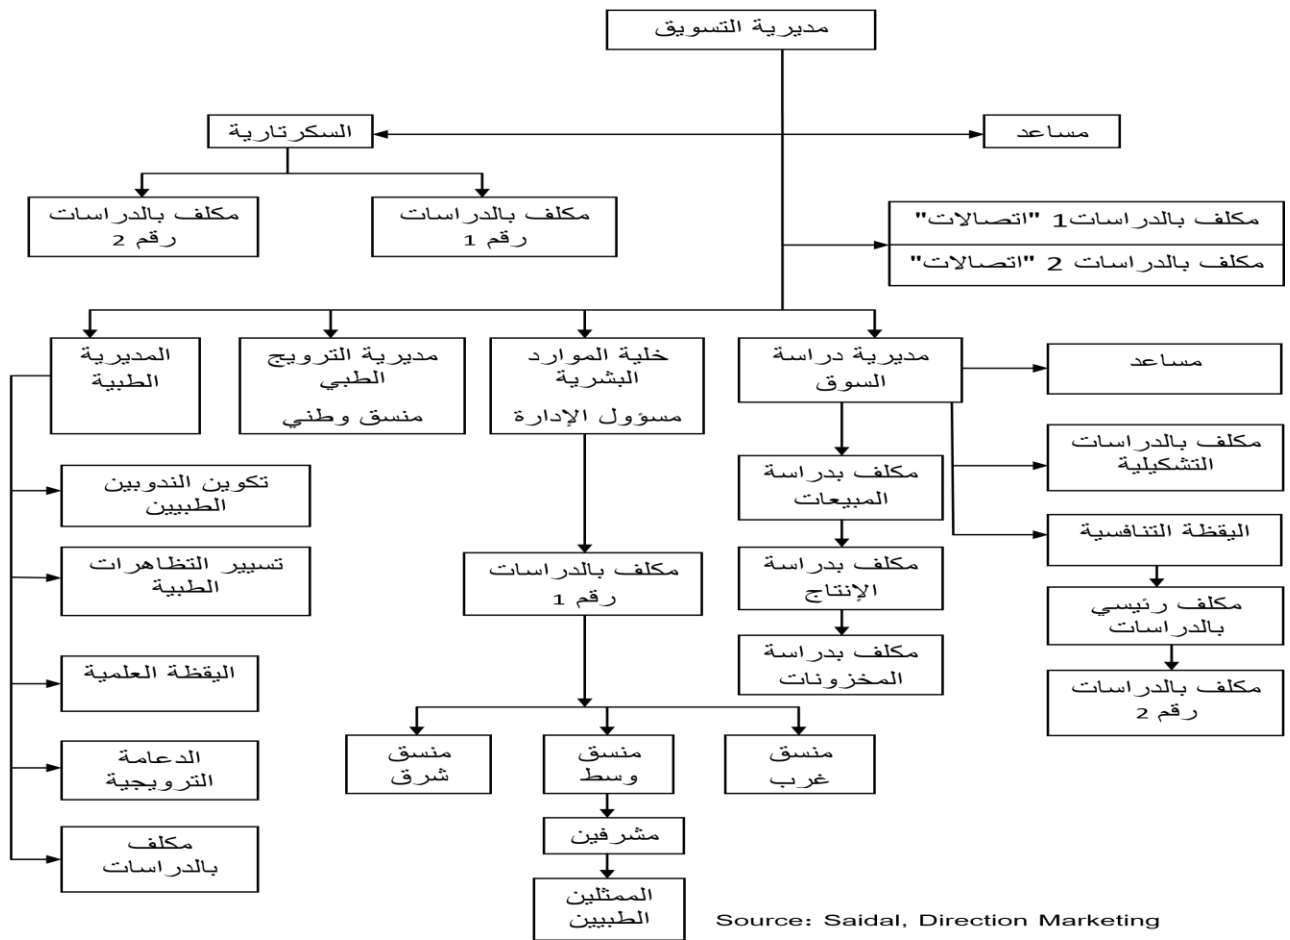 مديرية التسويق
مساعد
السكرتارية
مكلف بالدراسات
رقم 1
مكلف بالدراسات
رقم 2
مكلف بالدراسات1 "اتصالات"
مكلف بالدراسات 2 "اتصالات"
مديرية دراسة
السوق
خلية الموارد
البشرية
مسؤول الإدارة
مديرية الترويج
الطبي
منسق وطني
المديرية
الطبية
مساعد
مكلف بالدراسات
التشكيلية
اليقظة التنافسية
مكلف رئيسي
بالدراسات
مكلف بالدراسات
رقم 2
مكلف بدراسة
المبيعات
مكلف بدراسة
الإنتاج
مكلف بدراسة
المخزونات
مكلف بالدراسات
رقم 1
منسق
غرب
منسق
وسط
منسق
شرق
مشرفين
الممثلين
الطبيين
تكوين الندوبين
الطبيين
تسيير التظاهرات
الطبية
اليقظة العلمية
الدعامة
الترويجية
مكلف
بالدراسات
Source: Saidal, Direction Marketing